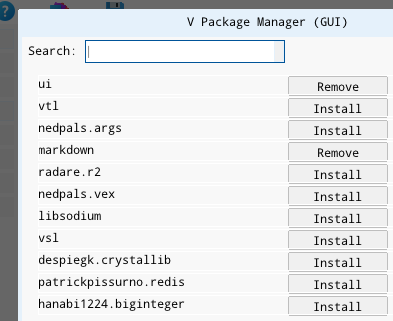 V Package Manager (GUI)
Search:
ui Remove
vtl Install
nedpals.args Install
markdown Remove
radare.r2 Install
nedpals.vex Install
libsodium Install
vsl Install
despiegk.crystallib Install
patrickpissurno.redis Install
hanabi1224.biginteger Install